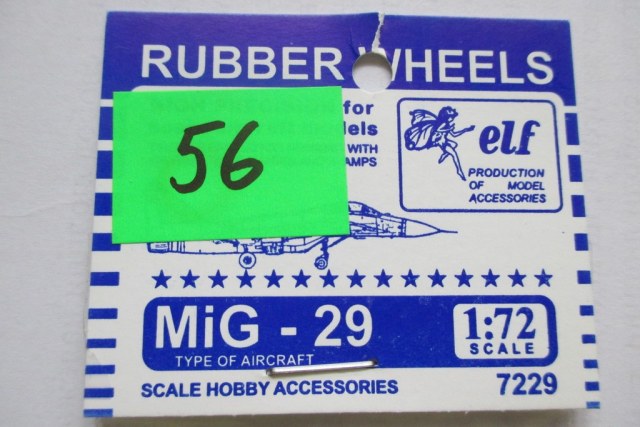 RUBBER WHEELS
for
dels
WITH
AMPS
56
elf
PRODUCTION
OF MODEL
ACCESSORIES
MiG - 29
TYPE OF AIRCRAFT
1:72
SCALE
SCALE HOBBY ACCESSORIES
7229